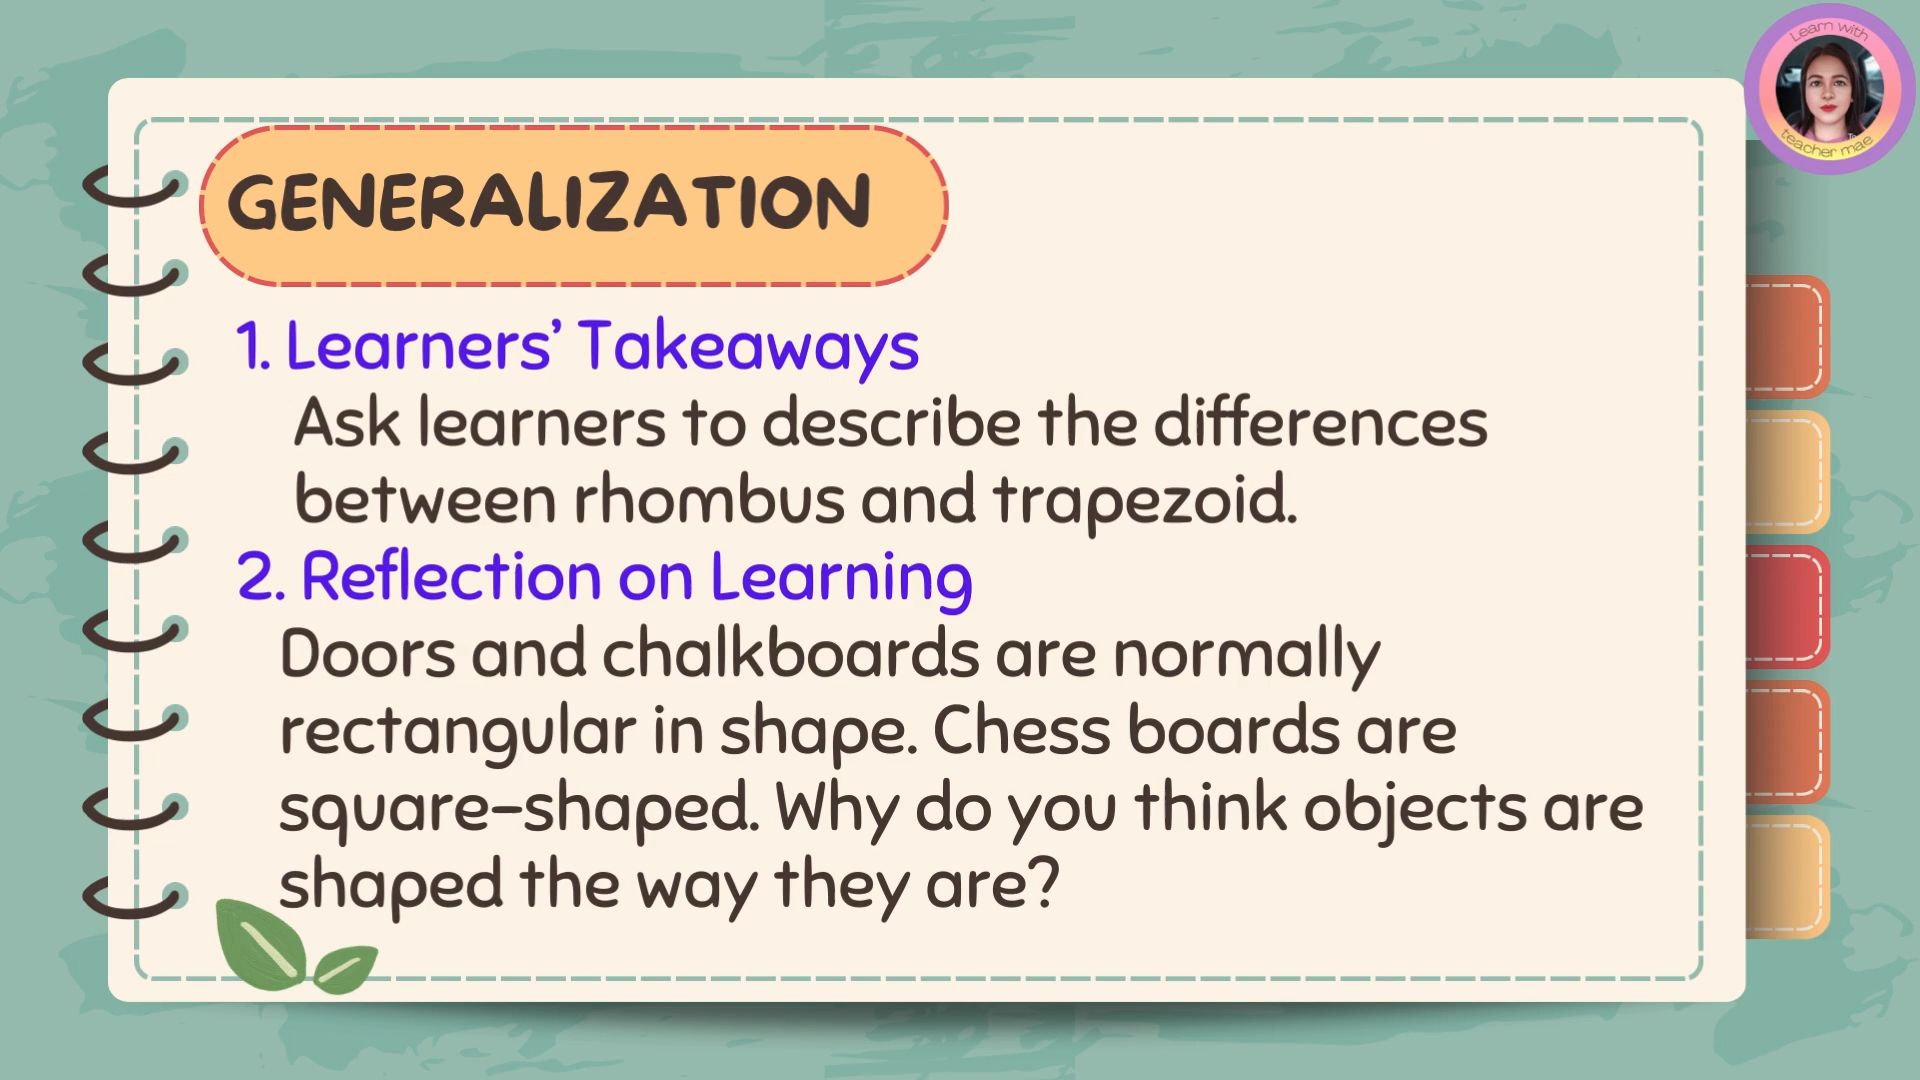 Learn with
teacher mae
GENERALIZATION
1. Learners’ Takeaways
Ask learners to describe the differences
between rhombus and trapezoid.
2. Reflection on Learning
Doors and chalkboards are normally
rectangular in shape. Chess boards are
square-shaped. Why do you think objects are
shaped the way they are?